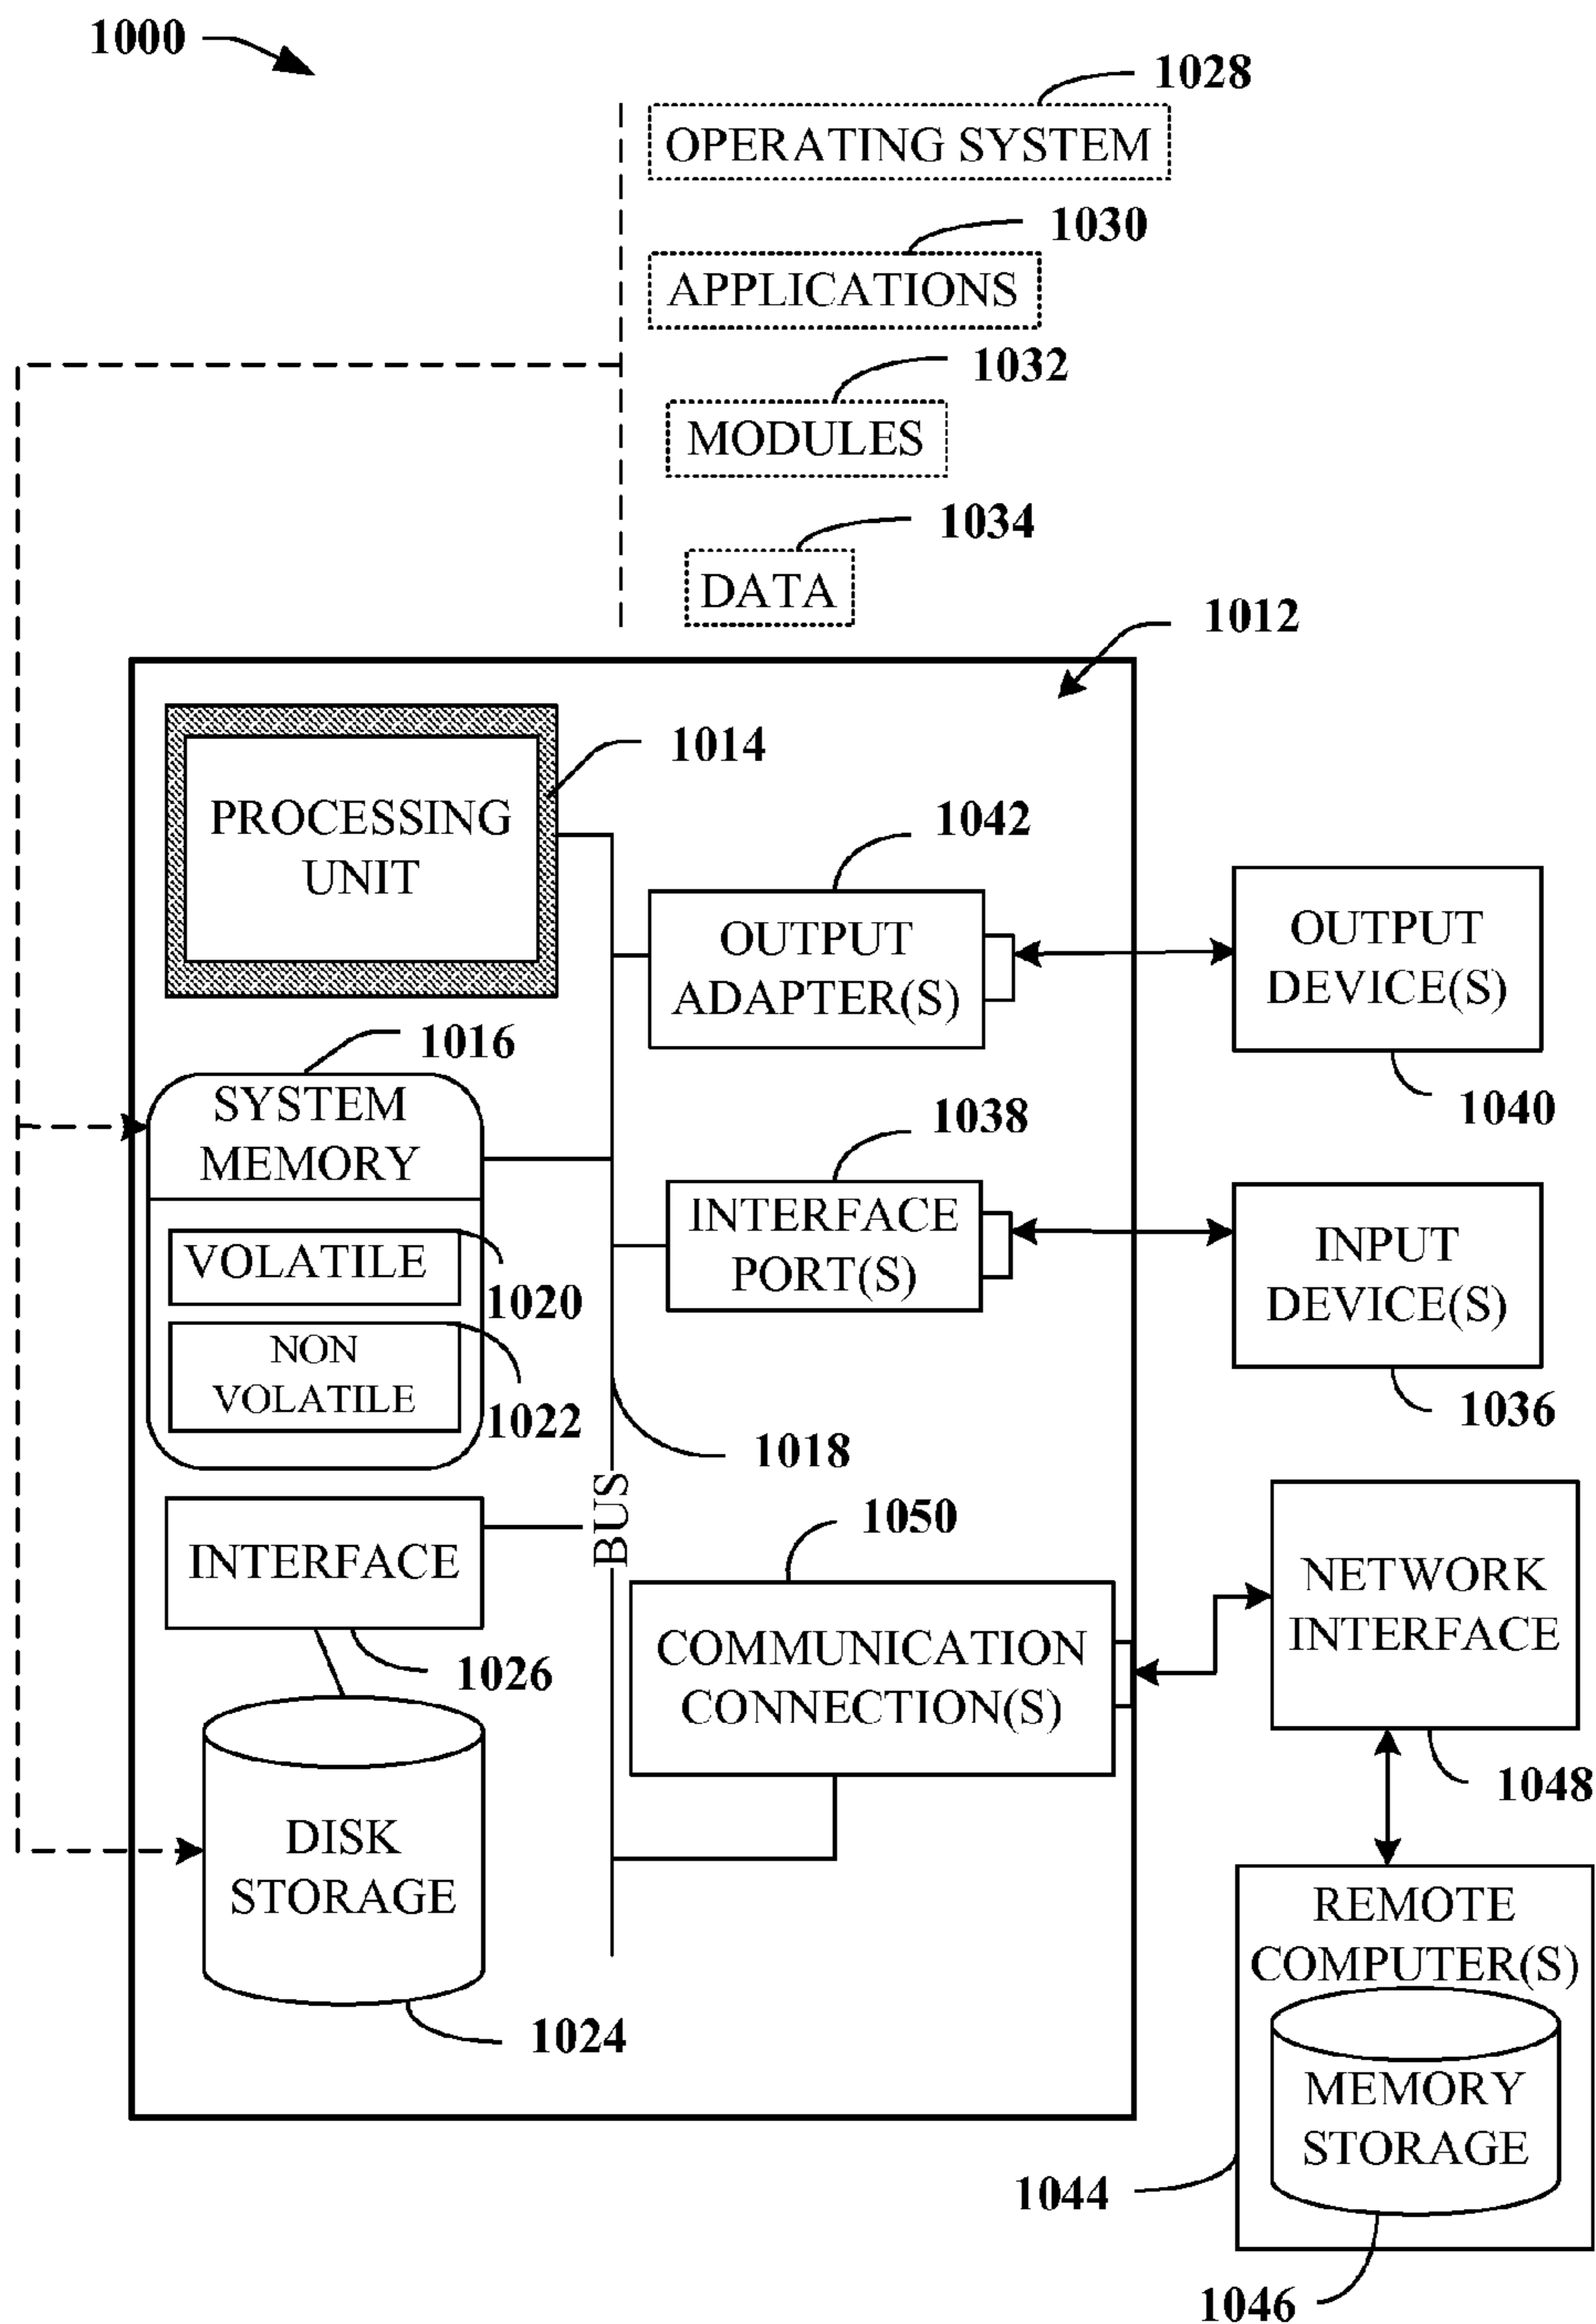 1000
1028
OPERATING SYSTEM
1030
APPLICATIONS
1032
MODULES
1034
DATA
1012
PROCESSING
UNIT
1014
1042
OUTPUT
ADAPTER(S)
OUTPUT
DEVICE(S)
1040
1016
SYSTEM
MEMORY
VOLATILE
1020
NON
VOLATILE
1022
1038
INTERFACE
PORT(S)
INPUT
DEVICE(S)
1036
1018
BUS
INTERFACE
1026
1050
COMMUNICATION
CONNECTION(S)
NETWORK
INTERFACE
1048
DISK
STORAGE
1024
REMOTE
COMPUTER(S)
MEMORY
STORAGE
1044
1046